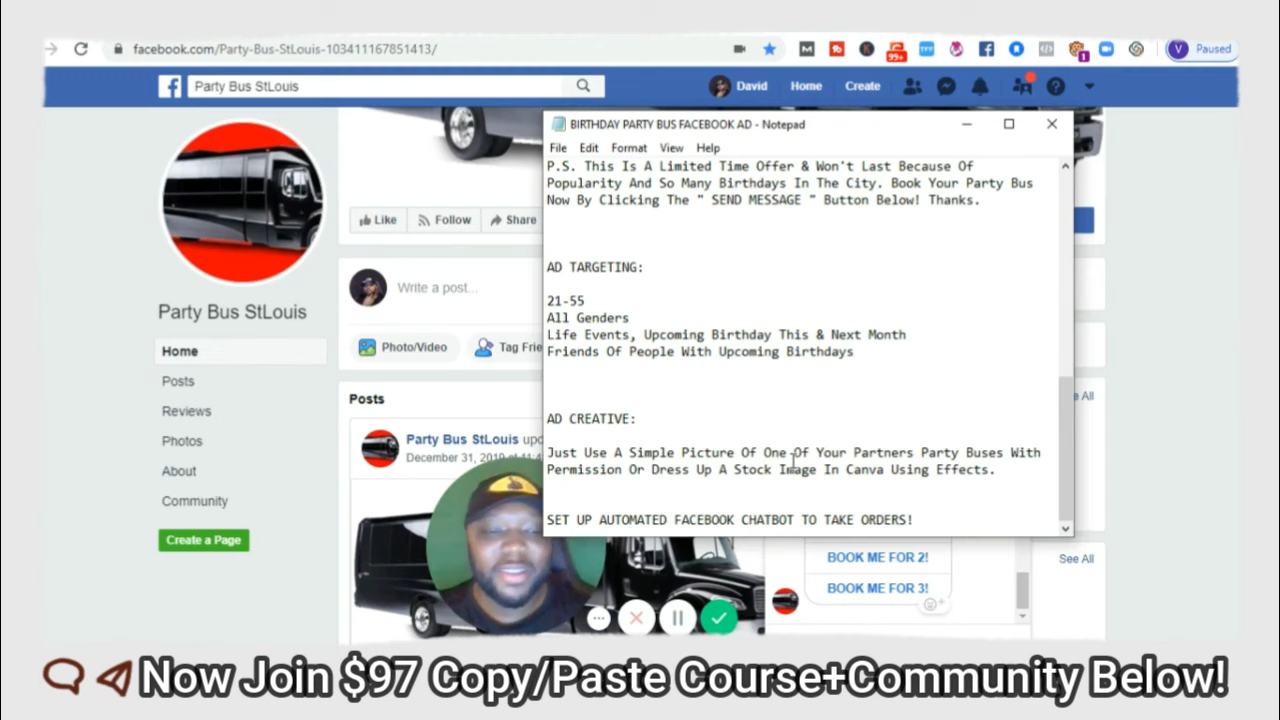 facebook.com/Party-Bus-StLouis-103411167851413/
99+
1
V Paused
Party Bus StLouis
David Home Create
BIRTHDAY PARTY BUS FACEBOOK AD - Notepad
File Edit Format View Help
P.S. This Is A Limited Time Offer & Won't Last Because Of
Popularity And So Many Birthdays In The City. Book Your Party Bus
Now By Clicking The " SEND MESSAGE " Button Below! Thanks.
Like Follow Share
AD TARGETING:
21-55
All Genders
Life Events, Upcoming Birthday This & Next Month
Friends Of People With Upcoming Birthdays
Write a post...
Photo/Video Tag Frie
Party Bus StLouis
Home
Posts
Reviews
Photos
About
Community
Create a Page
Posts
Party Bus StLouis
December 31, 20
See All
AD CREATIVE:
Just Use A Simple Picture Of One Of Your Partners Party Buses With
Permission Or Dress Up A Stock Image In Canva Using Effects.
SET UP AUTOMATED FACEBOOK CHATBOT TO TAKE ORDERS!
BOOK ME FOR 2!
BOOK ME FOR 3!
See All
Now Join $97 Copy/Paste Course+Community Below!